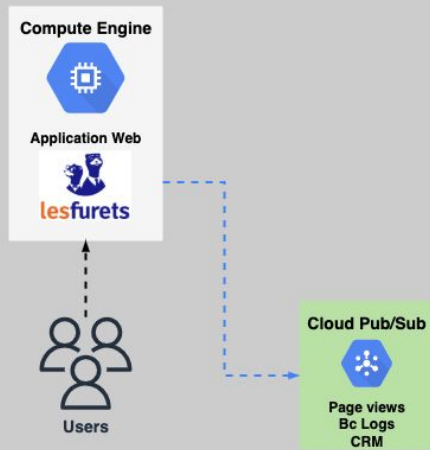 Compute Engine
Application Web
lesfurets
Users
Cloud Pub/Sub
Page views
Bc Logs
CRM